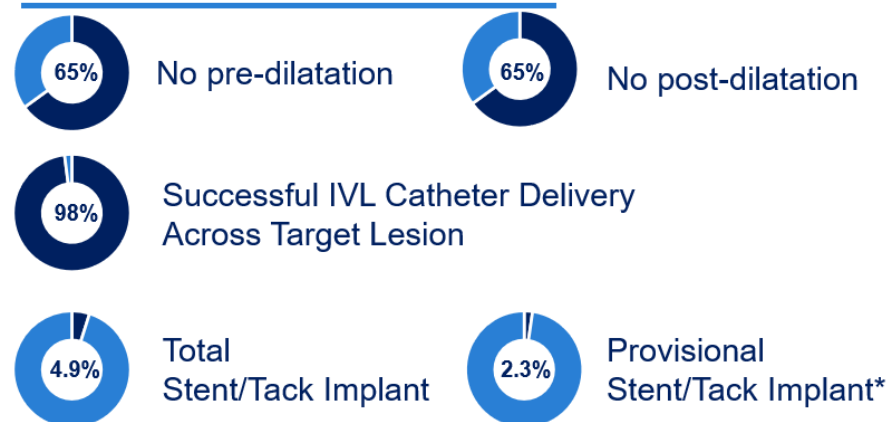 65%
No pre-dilatation
65%
No post-dilatation
98%
Successful IVL Catheter Delivery
Across Target Lesion
4.9%
Total
Stent/Tack Implant
2.3%
Provisional
Stent/Tack Implant*